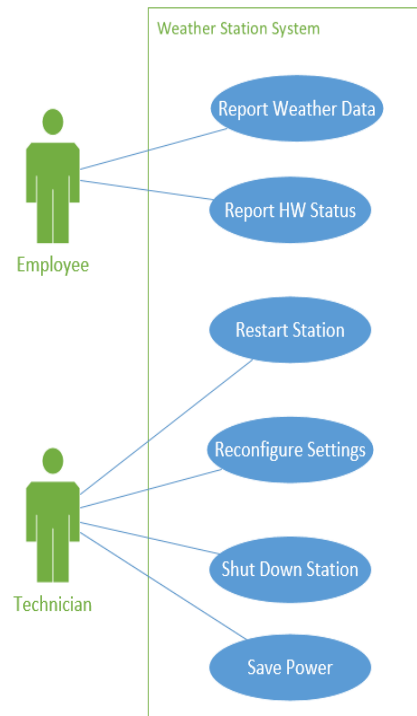 Weather Station System
Report Weather Data
Report HW Status
Employee
Restart Station
Reconfigure Settings
Shut Down Station
Technician
Save Power